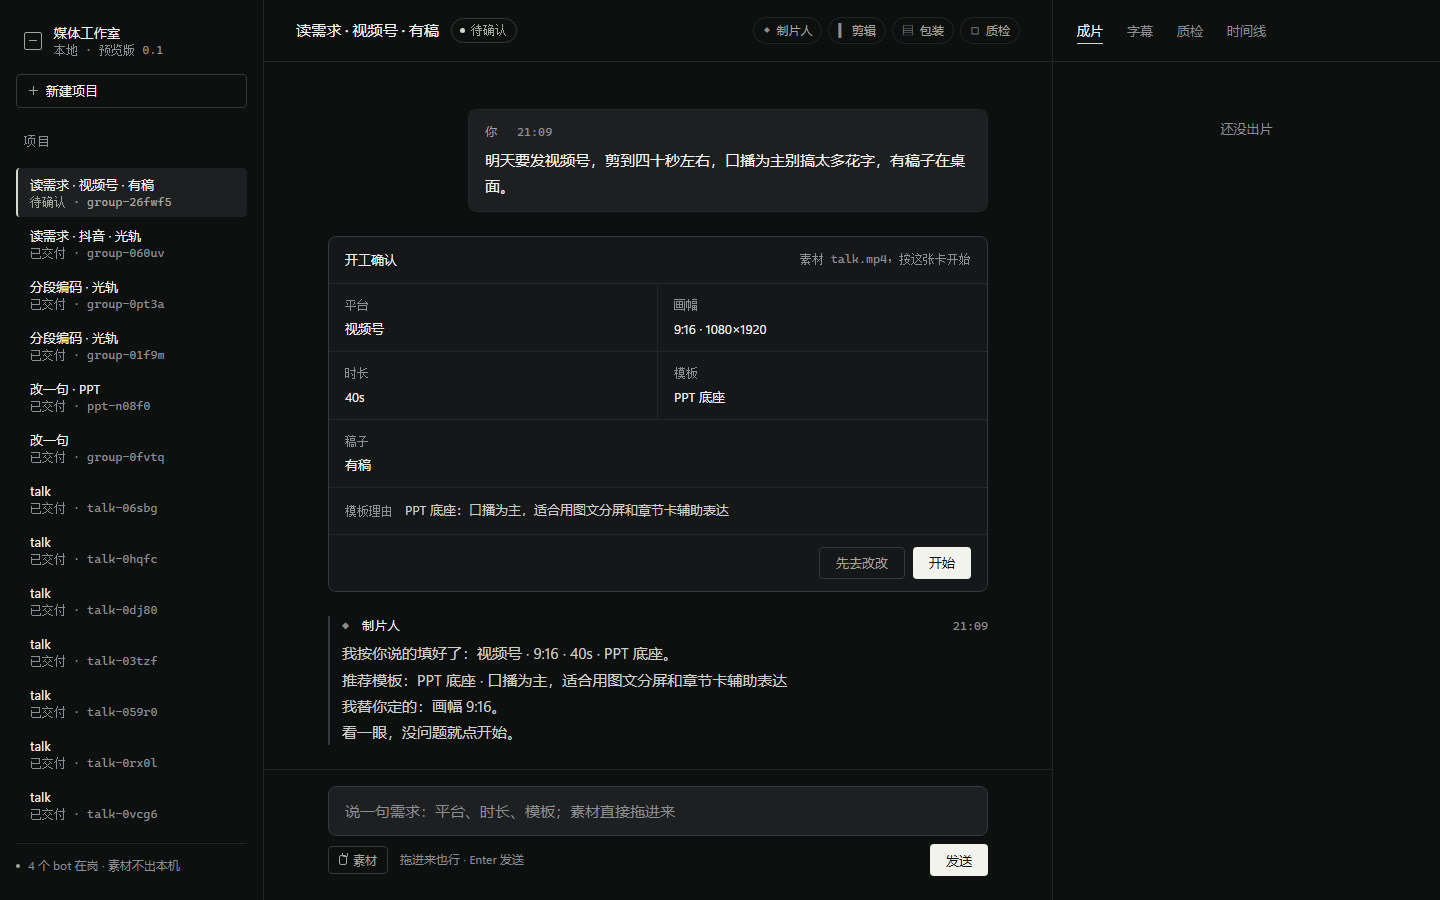 媒体工作室
本地 · 预览版 0.1
+ 新建项目
项目
读需求 · 视频号 · 有稿
待确认 · group-26fwf5
读需求 · 抖音 · 光轨
已交付 · group-060uv
分段编码 · 光轨
已交付 · group-0pt3a
分段编码 · 光轨
已交付 · group-01f9m
改一句 · PPT
已交付 · ppt-n08f0
改一句
已交付 · group-0fvtq
talk
已交付 · talk-06sbg
talk
已交付 · talk-0hqfc
talk
已交付 · talk-0dj80
talk
已交付 · talk-03tzf
talk
已交付 · talk-059r0
talk
已交付 · talk-0rx0l
talk
已交付 · talk-0vcg6
4 个 bot 在岗 · 素材不出本机
读需求 · 视频号 · 有稿
待确认
制片人
剪辑
包装
质检
你 21:09
明天要发视频号，剪到四十秒左右，口播为主别搞太多花字，有稿子在桌
面。
开工确认
素材 talk.mp4，按这张卡开始
平台
视频号
画幅
9:16 · 1080×1920
时长
40s
模板
PPT 底座
稿子
有稿
模板理由 PPT 底座：口播为主，适合用图文分屏和章节卡辅助表达
先去改改
开始
制片人 21:09
我按你说的填好了：视频号 · 9:16 · 40s · PPT 底座。
推荐模板：PPT 底座 · 口播为主，适合用图文分屏和章节卡辅助表达
我替你定的：画幅 9:16。
看一眼，没问题就点开始。
说一句需求：平台、时长、模板；素材直接拖进来
素材
拖进来也行 · Enter 发送
发送
成片
字幕
质检
时间线
还没出片